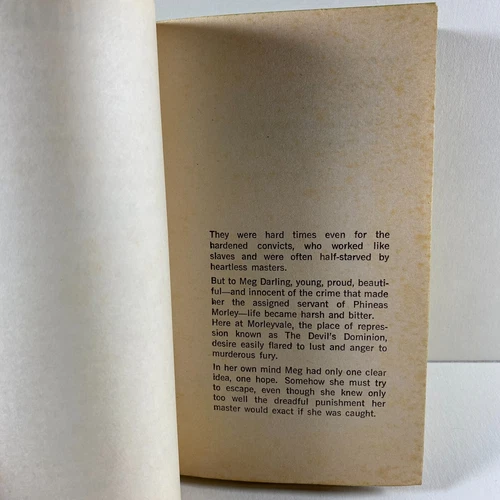 They were hard times even for the
hardened convicts, who worked like
slaves and were often half-starved by
heartless masters.
But to Meg Darling, young, proud, beauti-
ful—and innocent of the crime that made
her the assigned servant of Phineas
Morley—life became harsh and bitter.
Here at Morleyvale, the place of repres-
sion known as The Devil's Dominion,
desire easily flared to lust and anger to
murderous fury.
In her own mind Meg had only one clear
idea, one hope. Somehow she must try
to escape, even though she knew only
too well the dreadful punishment her
master would exact if she was caught.